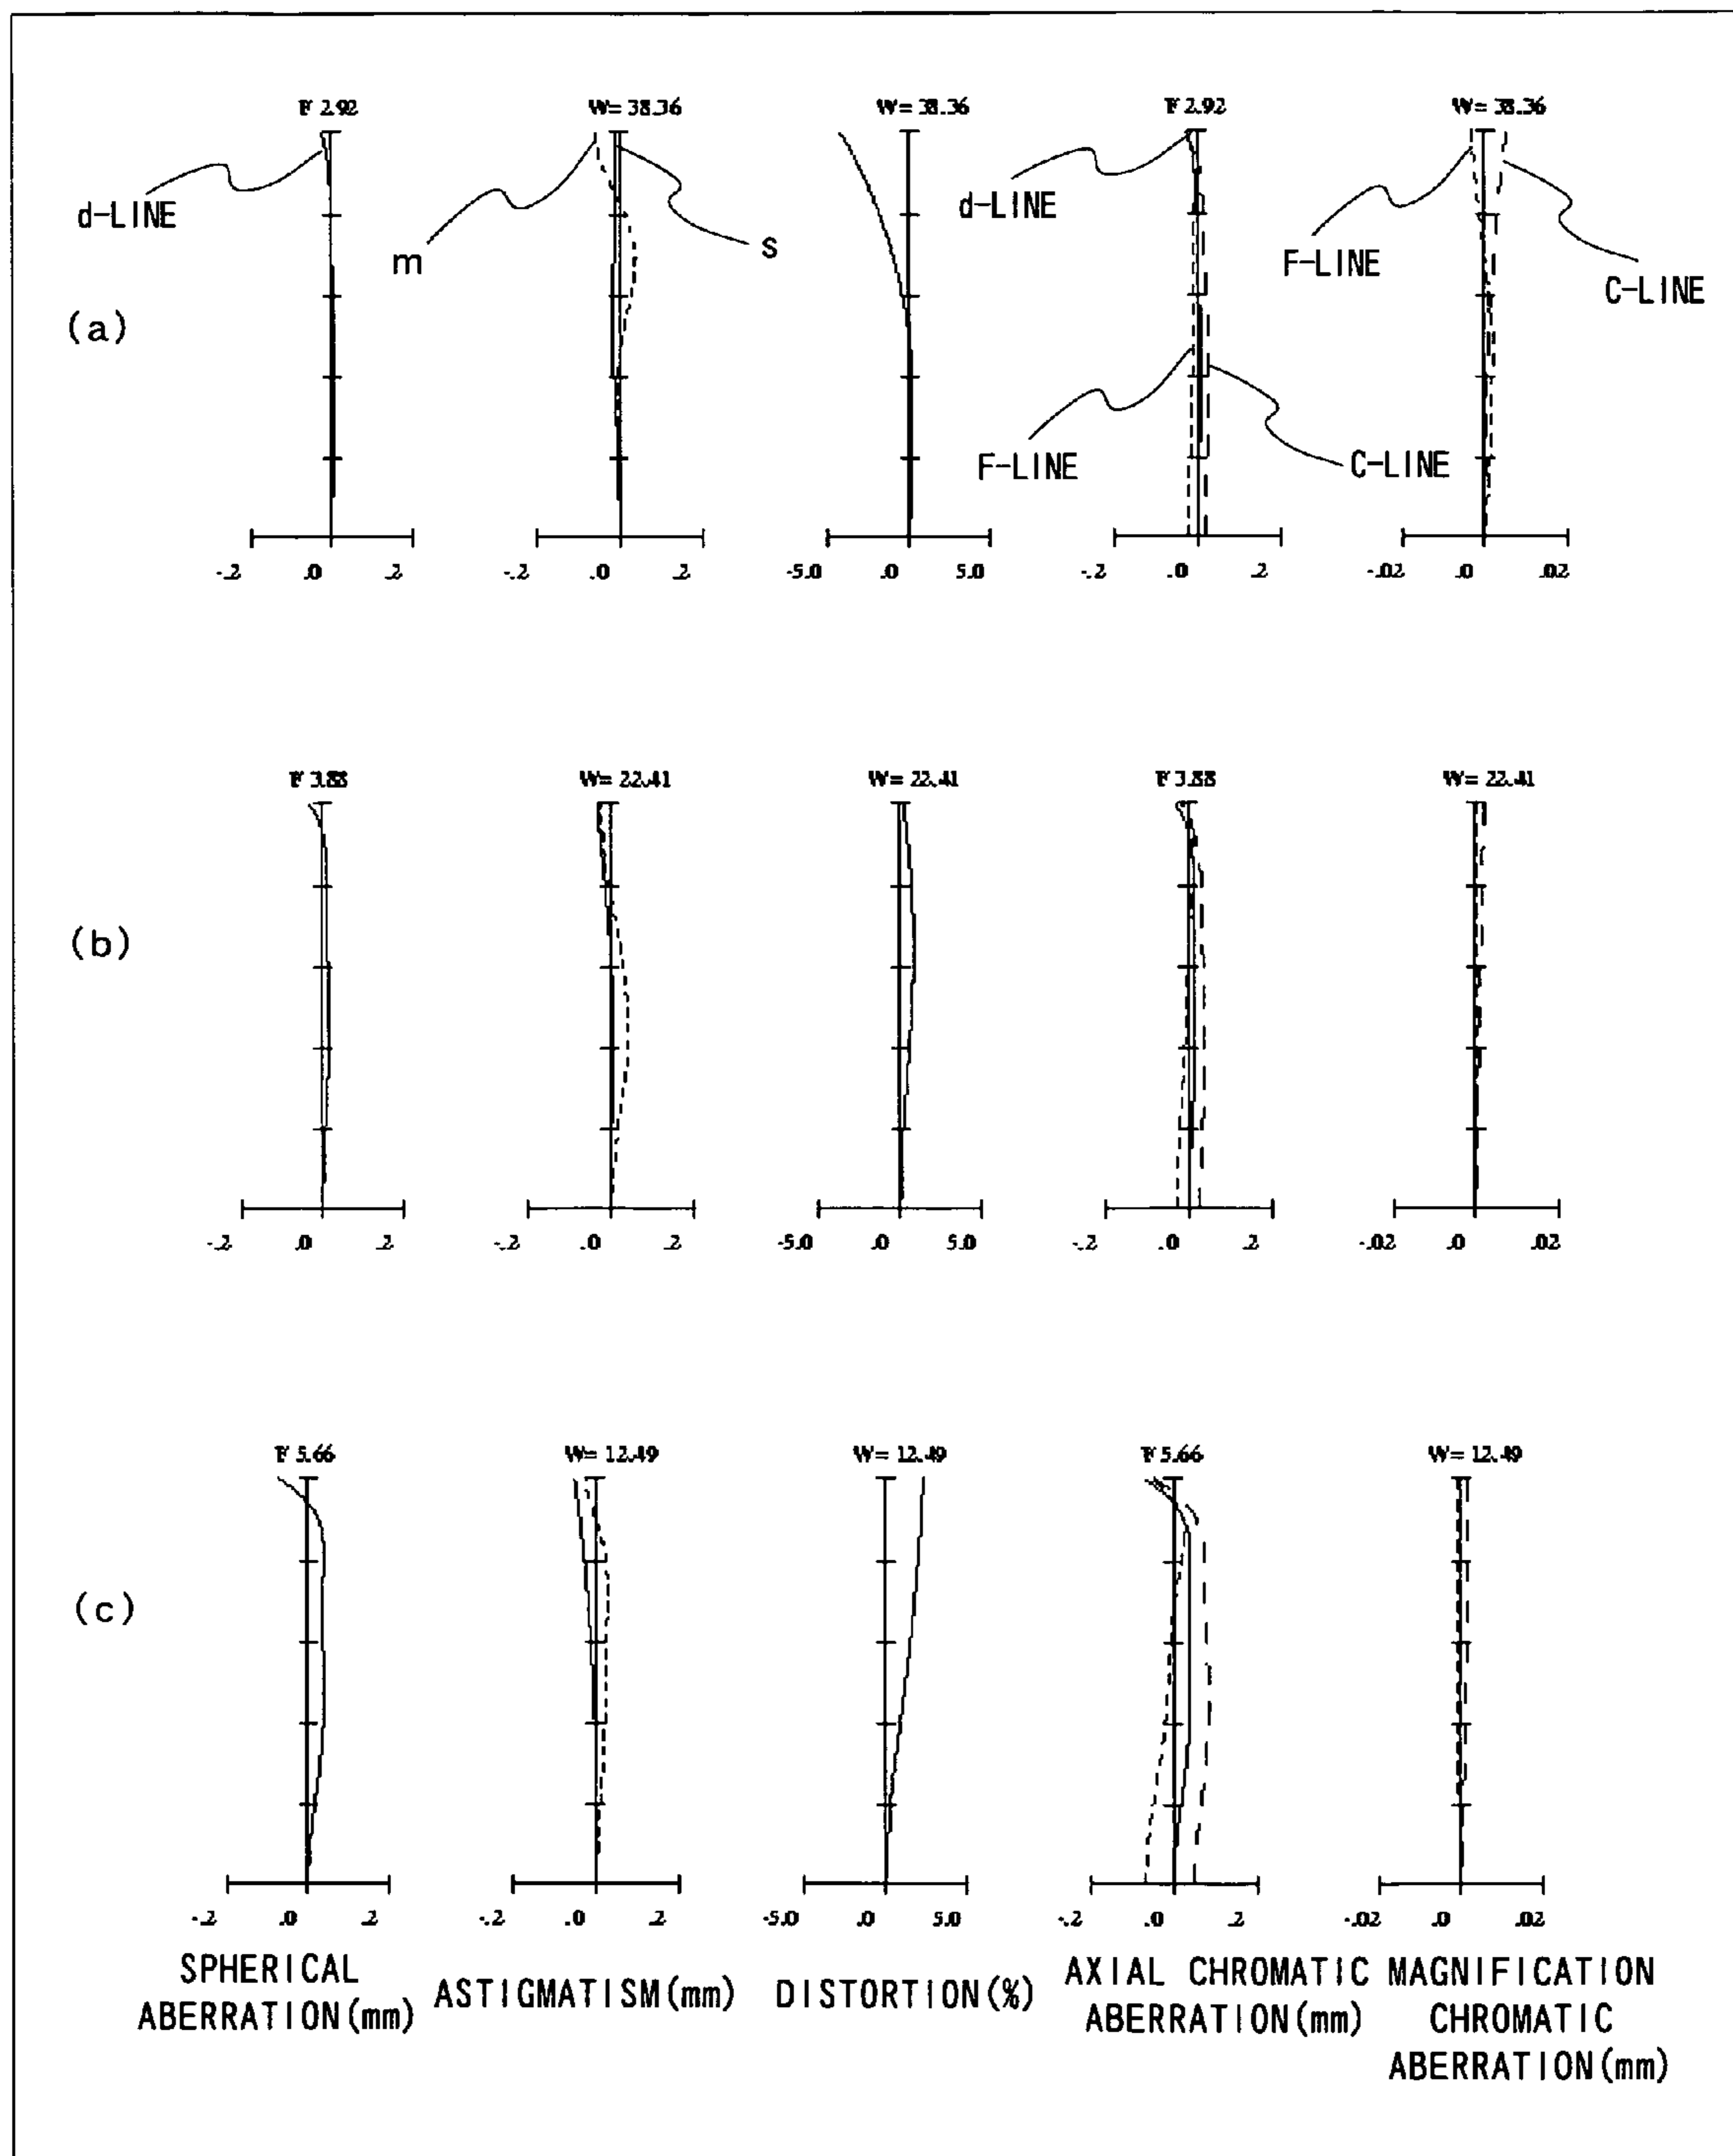 F 2.92 W= 38.36 W= 38.36 F 2.92 W= 38.36
d-LINE
m
s
d-LINE
F-LINE
C-LINE
(a)
F-LINE
C-LINE
-.2 .0 .2 -.2 .0 .2 -5.0 .0 5.0 -.2 .0 .2 -.02 .0 .02
F 3.88 W= 22.41 W= 22.41 F 3.88 W= 22.41
(b)
-.2 .0 .2 -.2 .0 .2 -5.0 .0 5.0 -.2 .0 .2 -.02 .0 .02
F 5.66 W= 12.49 W= 12.49 F 5.66 W= 12.49
(c)
-.2 .0 .2 -.2 .0 .2 -5.0 .0 5.0 -.2 .0 .2 -.02 .0 .02
SPHERICAL
ABERRATION(mm)
ASTIGMATISM(mm)
DISTORTION(%)
AXIAL CHROMATIC
ABERRATION(mm)
MAGNIFICATION
CHROMATIC
ABERRATION(mm)